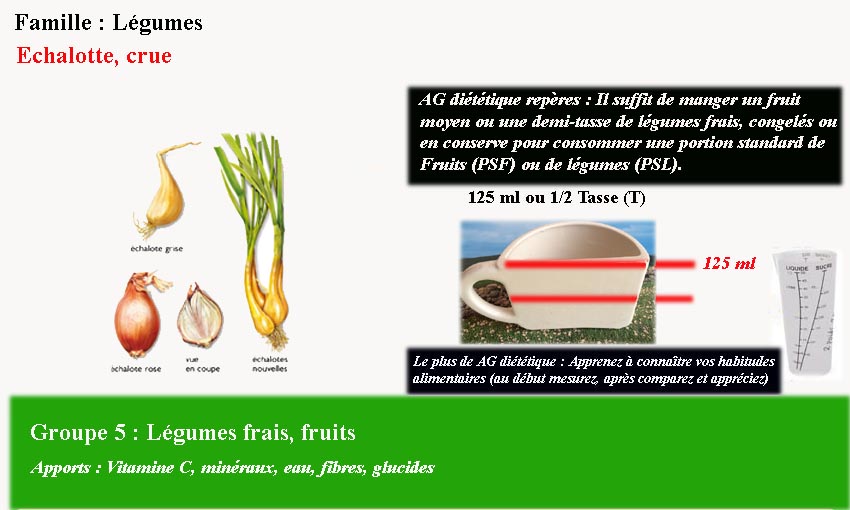 Famille : Légumes
Echalotte, crue
AG diététique repères : Il suffit de manger un fruit
moyen ou une demi-tasse de légumes frais, congelés ou
en conserve pour consommer une portion standard de
Fruits (PSF) ou de légumes (PSL).
125 ml ou 1/2 Tasse (T)
125 ml
LIQUIDE SUCRE
échalote grise
échalote rose
vue
en coupe
échalotes
nouvelles
Le plus de AG diététique : Apprenez à connaître vos habitudes
alimentaires (au début mesurez, après comparez et appréciez)
Groupe 5 : Légumes frais, fruits
Apports : Vitamine C, minéraux, eau, fibres, glucides